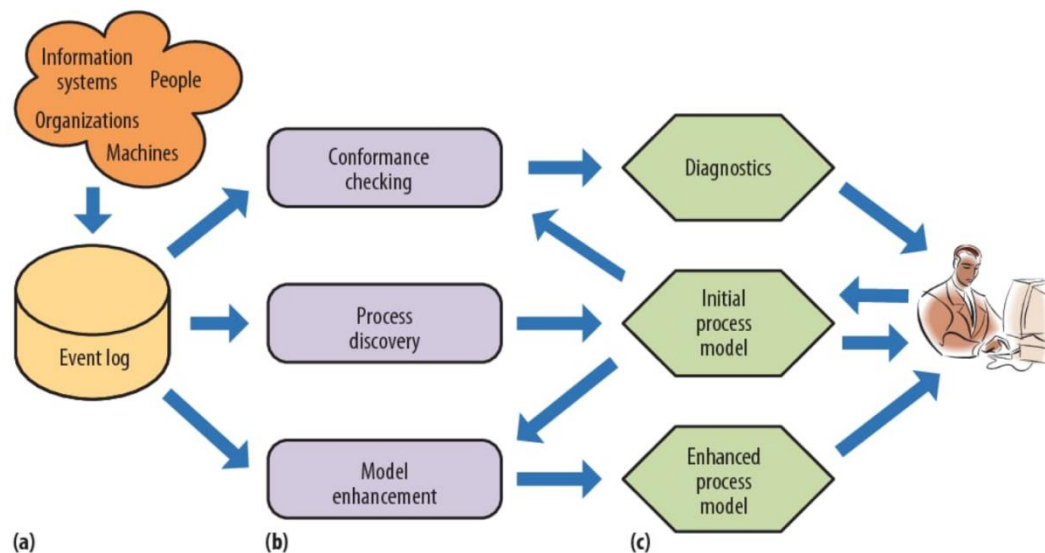 Information
systems
People
Organizations
Machines
Event log
Conformance
checking
Process
discovery
Model
enhancement
Diagnostics
Initial
process
model
Enhanced
process
model
(a)
(b)
(c)